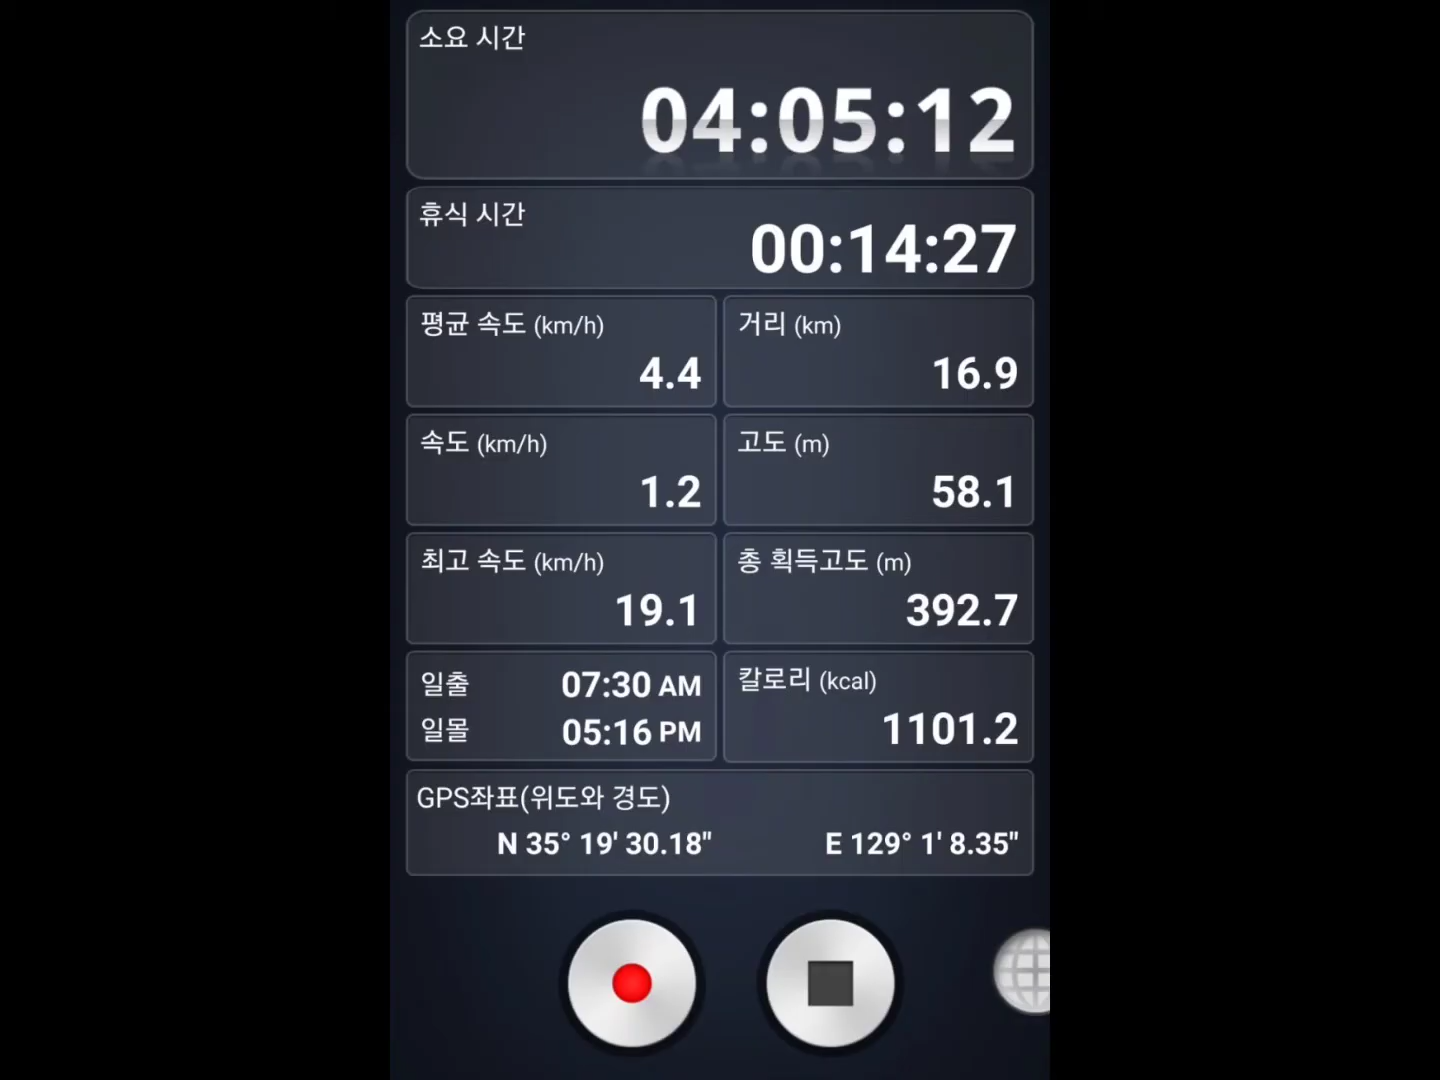 소요 시간
04:05:12
휴식 시간
00:14:27
평균 속도 (km/h)
4.4
거리 (km)
16.9
속도 (km/h)
1.2
고도 (m)
58.1
최고 속도 (km/h)
19.1
총 획득고도 (m)
392.7
일출 07:30 AM
일몰 05:16 PM
칼로리 (kcal)
1101.2
GPS좌표(위도와 경도)
N 35° 19' 30.18" E 129° 1' 8.35"